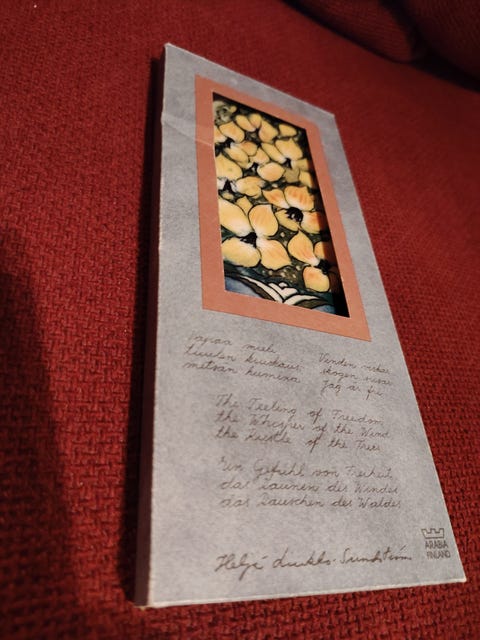 vapaa mieli
tuulen kuiskaus
metsän humina
Vinden viskar
skogen susar
jag är fri
The Feeling of Freedom
the Whisper of the Wind
the Rustle of the Trees
Ein Gefühl von Freiheit
das Raunen des Windes
das Rauschen des Waldes
Helja Liukko-Sundström
ARABIA
FINLAND